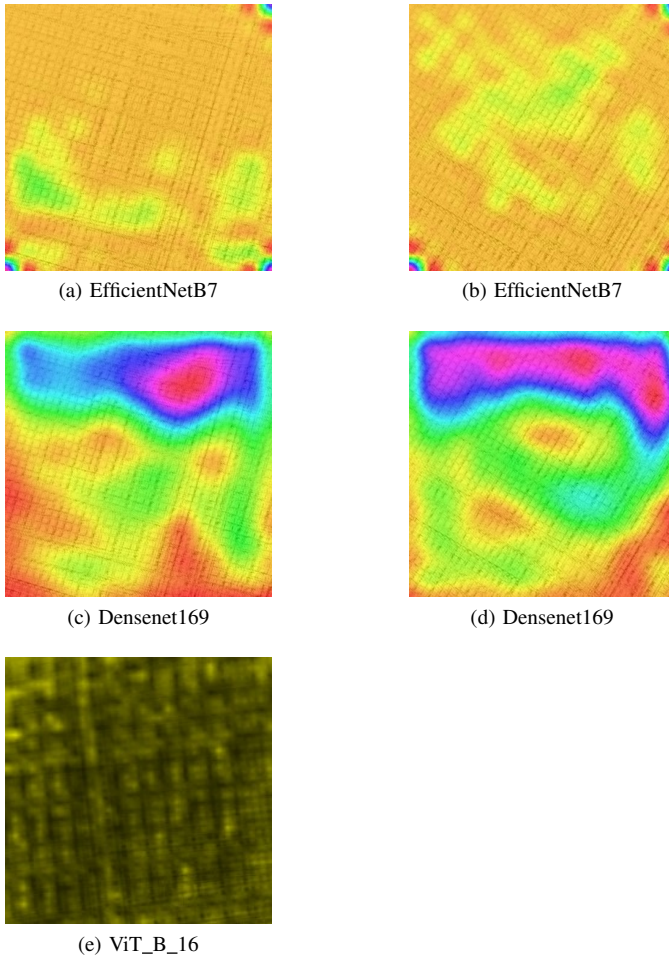 (a) EfficientNetB7
(b) EfficientNetB7
(c) Densenet169
(d) Densenet169
(e) ViT_B_16